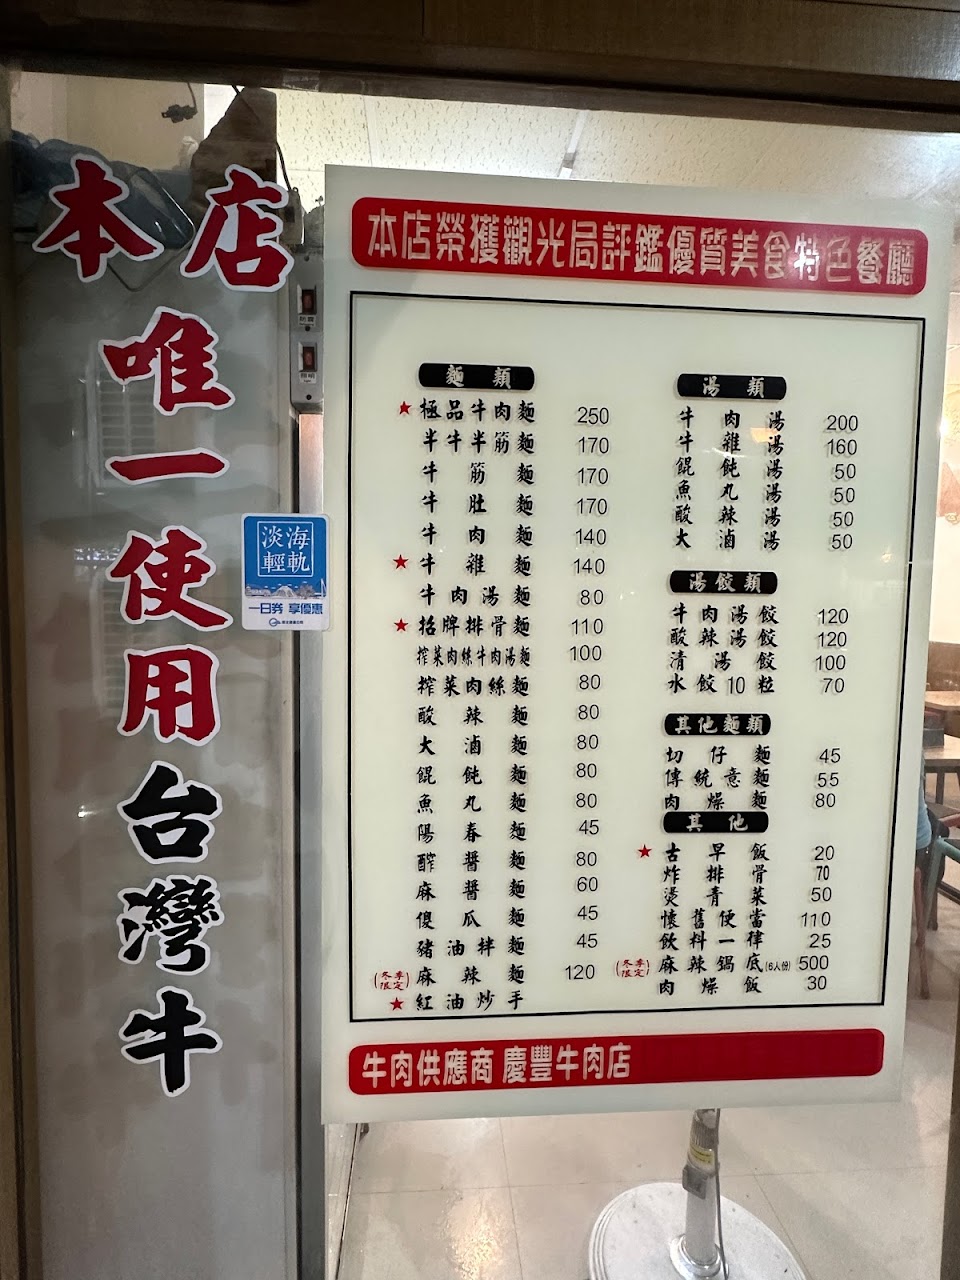 本店
唯一使用台灣牛
淡海
輕軌
一日券 享優惠
本店榮獲觀光局評鑑優質美食特色餐廳
麵類
★極品牛肉麵 250
半牛半筋麵 170
牛筋麵 170
牛肚麵 170
牛肉麵 140
★牛雜麵 140
牛肉湯麵 80
★招牌排骨麵 110
搾菜肉絲牛肉湯麵 100
搾菜肉絲麵 80
酸辣麵 80
大滷麵 80
餛飩麵 80
魚丸麵 80
陽春麵 45
醡醬麵 80
麻醬麵 60
傻瓜麵 45
豬油拌麵 45
(冬季限定) 麻辣麵 120
★紅油炒手
湯類
牛肉湯 200
牛雜湯 160
餛飩湯 50
魚丸湯 50
酸辣湯 50
大滷湯 50
湯餃類
牛肉湯餃 120
酸辣湯餃 120
清湯餃 100
水餃10粒 70
其他麵類
切仔麵 45
傳統意麵 55
肉燥麵 80
其他
★古早飯 20
炸排骨 70
燙青菜 50
懷舊便當 110
飲料一律 25
(冬季限定) 麻辣鍋底(6人份) 500
肉燥飯 30
牛肉供應商 慶豐牛肉店